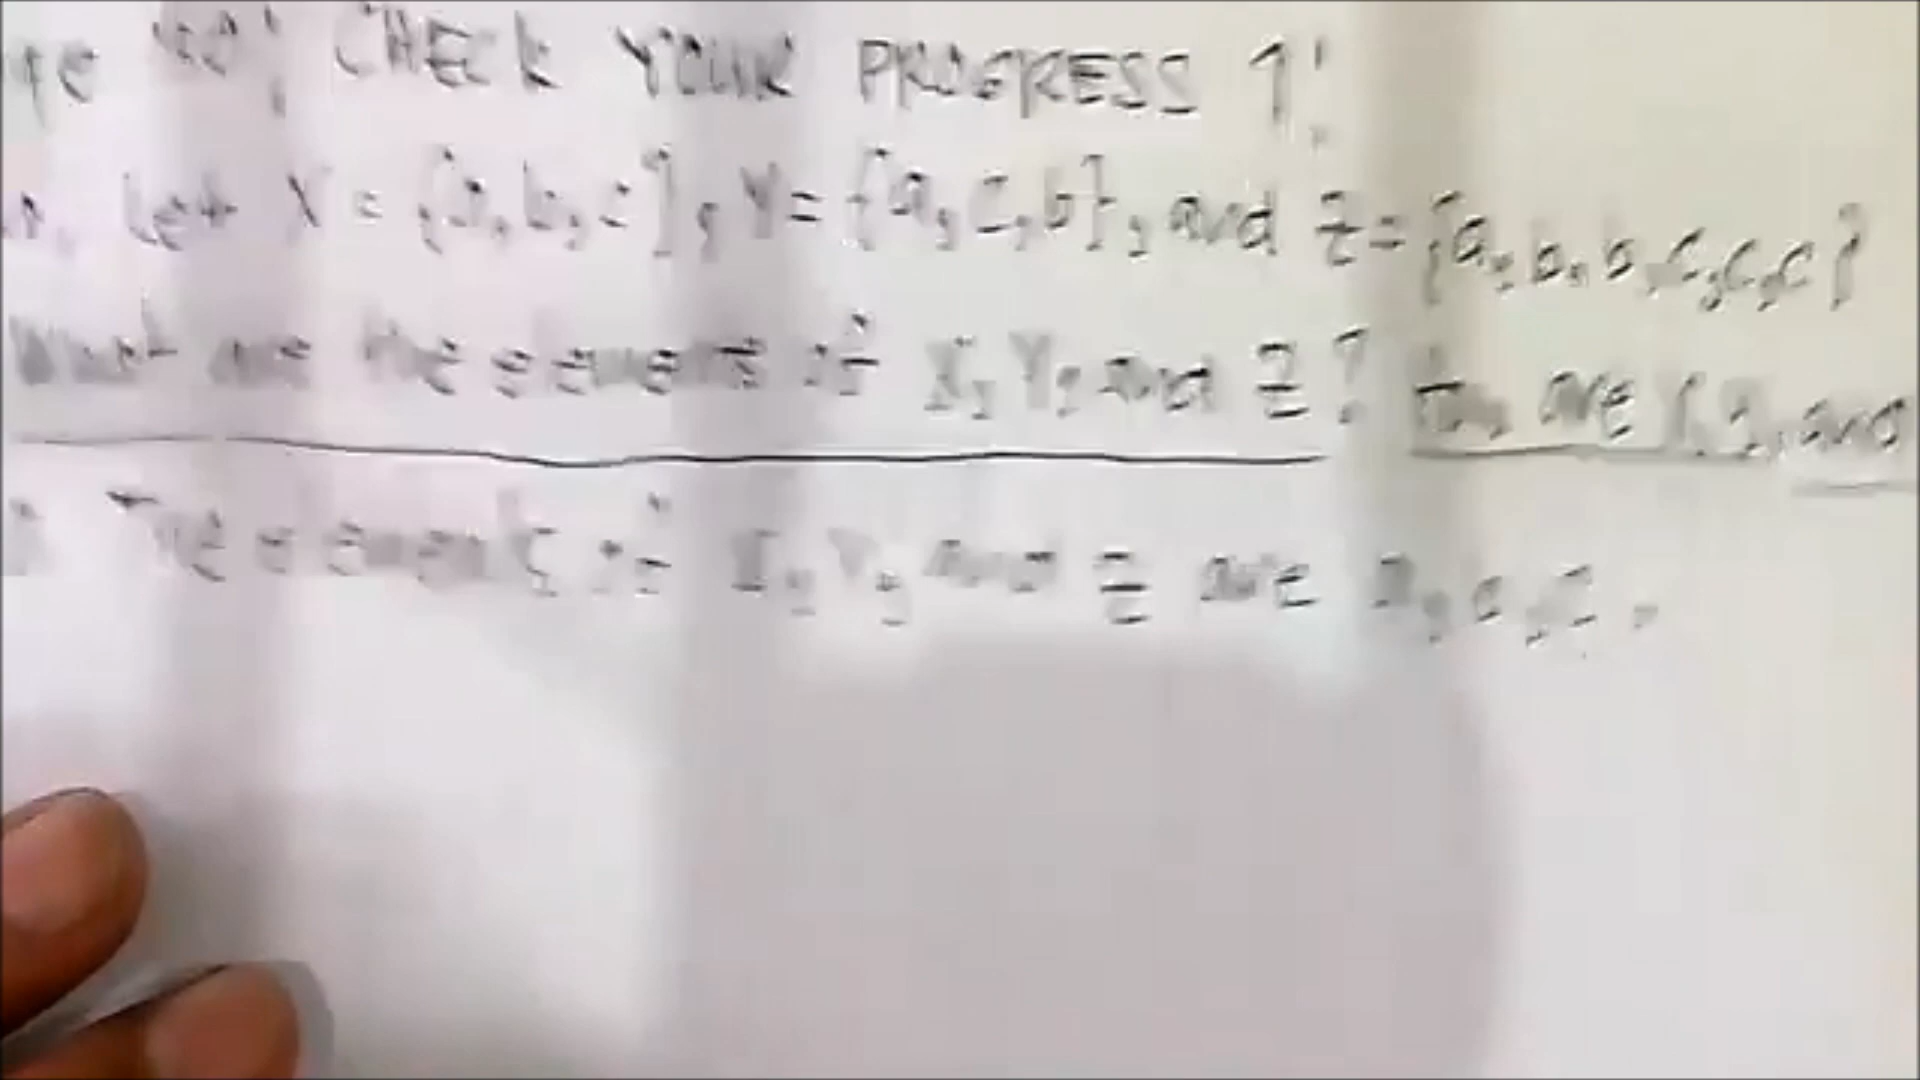 CHECK YOUR PROGRESS 1:
Let X = {a, b, c}, Y = {a, c, b}, and Z = {a, b, b, c, c, c}
What are the elements of X, Y, and Z? are Y, Z, and
The elements of X, Y, and Z are a, c.